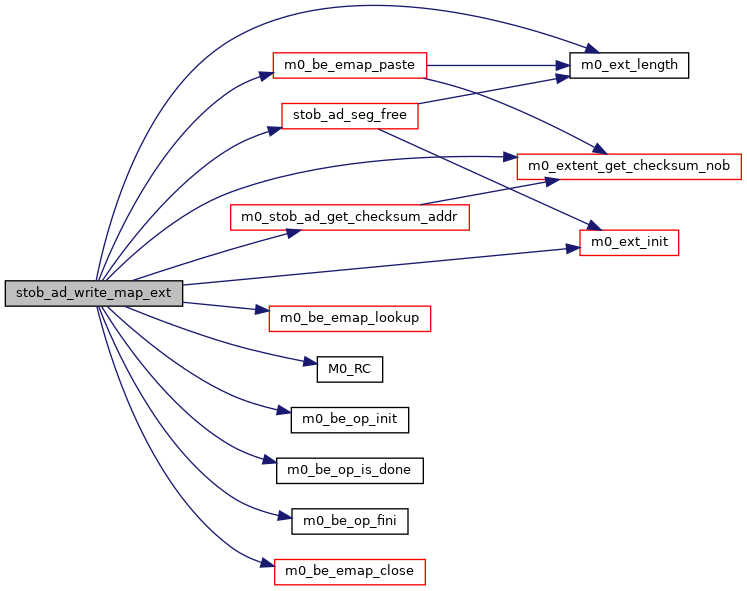 m0_be_emap_paste
m0_ext_length
stob_ad_seg_free
m0_extent_get_checksum_nob
m0_stob_ad_get_checksum_addr
m0_ext_init
stob_ad_write_map_ext
m0_be_emap_lookup
M0_RC
m0_be_op_init
m0_be_op_is_done
m0_be_op_fini
m0_be_emap_close